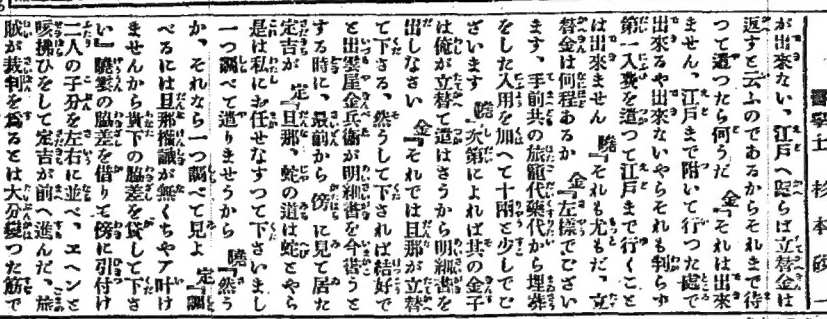 醫學士 杉本
が出來ない、江戸へ歸らば立替金は
返すと云ふのであるからそれまで待
つて遣つたら何うだ 金『それは出來
ません、江戸まで附いて行つた處で
出來るや出來ないやらそれも判らず
第一入費を遣つて江戸まで行くこと
は出來ません 曉『それも尤もだ、立
替金は何程あるか 金『左樣でござい
ます、手前共の旅籠代藥代から埋葬
をした入用を加へて十兩と少しでご
ざいます 曉『次第によれば其の金子
は俺が立替て遣はさうから明細書を
出しなさい 金『それでは旦那が立替
て下さる、然うして下されば結好で
と出雲屋金兵衛が明細書を今書うと
する時に、最前から傍に見て居た
定吉が 定『旦那、蛇の道は蛇とやら
是は私にお任せなすつて下さいまし
一つ調べて遣りませうから 曉『然う
か、それなら一つ調べて見よ 定『調
べるには旦那權識が無くちやア叶け
ませんから貴下の脇差を貸して下さ
い』曉雲の脇差を借りて傍に引付け
二人の子分を左右に並べ、エヘンと
咳拂ひをして定吉が前へ進んだ、旅
賊が裁判を爲るとは大分變つた筋で